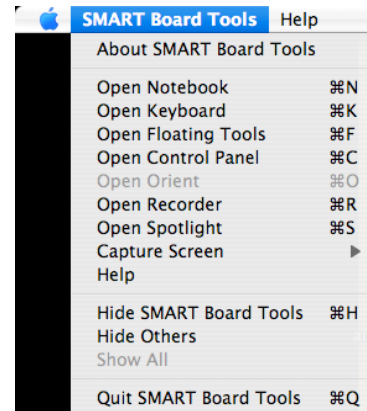 SMART Board Tools Help
About SMART Board Tools
Open Notebook ⌘N
Open Keyboard ⌘K
Open Floating Tools ⌘F
Open Control Panel ⌘C
Open Orient ⌘O
Open Recorder ⌘R
Open Spotlight ⌘S
Capture Screen
Help
Hide SMART Board Tools ⌘H
Hide Others
Show All
Quit SMART Board Tools ⌘Q